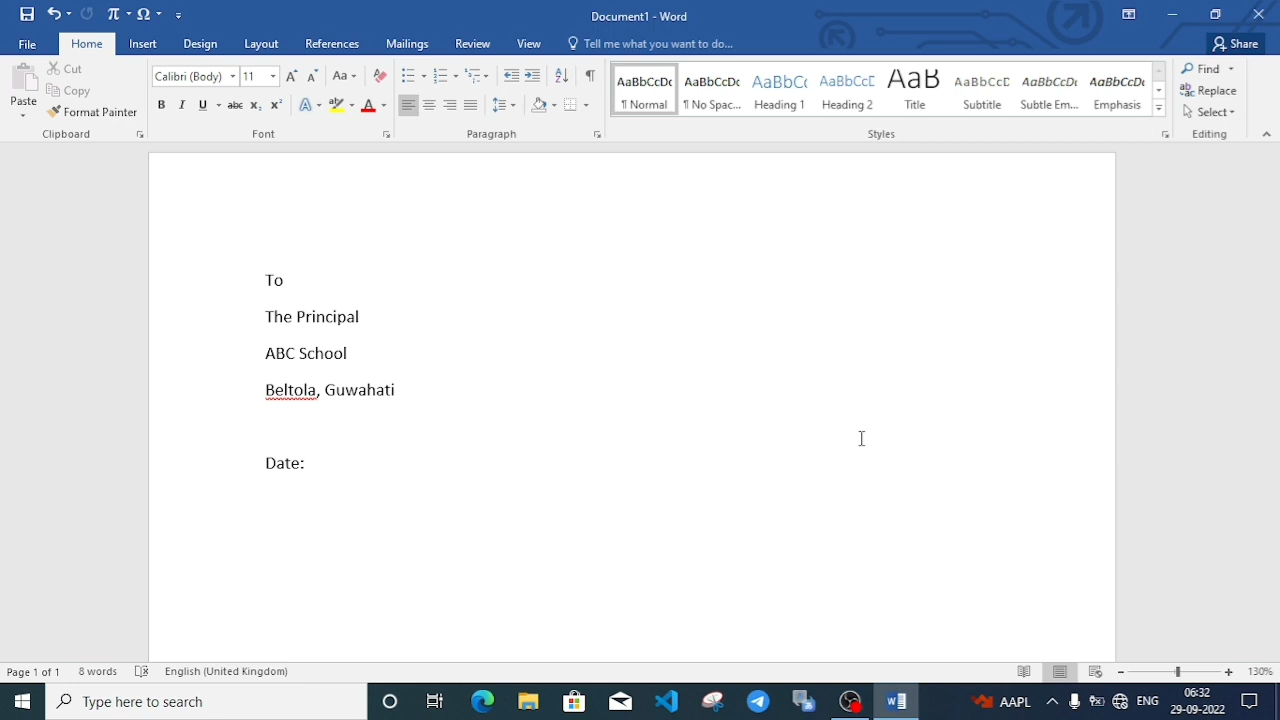 Document1 - Word
File Home Insert Design Layout References Mailings Review View Tell me what you want to do... Share
Paste
Cut
Copy
Format Painter
Clipboard
Calibri (Body) 11
Font
Paragraph
AaBbCcDc AaBbCcDc AaBbCc AaBbCcC AaB AaBbCcC AaBbCcDc AaBbCcDc
¶ Normal ¶ No Spac... Heading 1 Heading 2 Title Subtitle Subtle Em... Emphasis
Styles
Find
Replace
Select
Editing
To
The Principal
ABC School
Beltola, Guwahati
Date:
Page 1 of 1 8 words English (United Kingdom) 130%
Type here to search
AAPL
ENG
06:32
29-09-2022